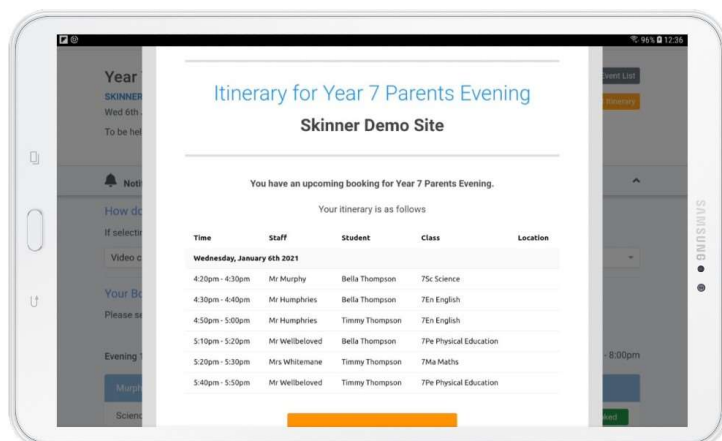 96% 12:36
Year
Itinerary for Year 7 Parents Evening
Event List
SKINNER
Itinerary
Wed 6th
Skinner Demo Site
To be hel
Noti
You have an upcoming booking for Year 7 Parents Evening.
How do
Your itinerary is as follows
If selectin
Time Staff Student Class Location
Video c
Wednesday, January 6th 2021
4:20pm - 4:30pm Mr Murphy Bella Thompson 7Sc Science
Your Bo
4:30pm - 4:40pm Mr Humphries Bella Thompson 7En English
Please se
4:50pm - 5:00pm Mr Humphries Timmy Thompson 7En English
5:10pm - 5:20pm Mr Wellbeloved Bella Thompson 7Pe Physical Education
Evening 1
5:20pm - 5:30pm Mrs Whitemane Timmy Thompson 7Ma Maths
- 8:00pm
5:40pm - 5:50pm Mr Wellbeloved Timmy Thompson 7Pe Physical Education
Murph
Scienc
ked
SAMSUNG